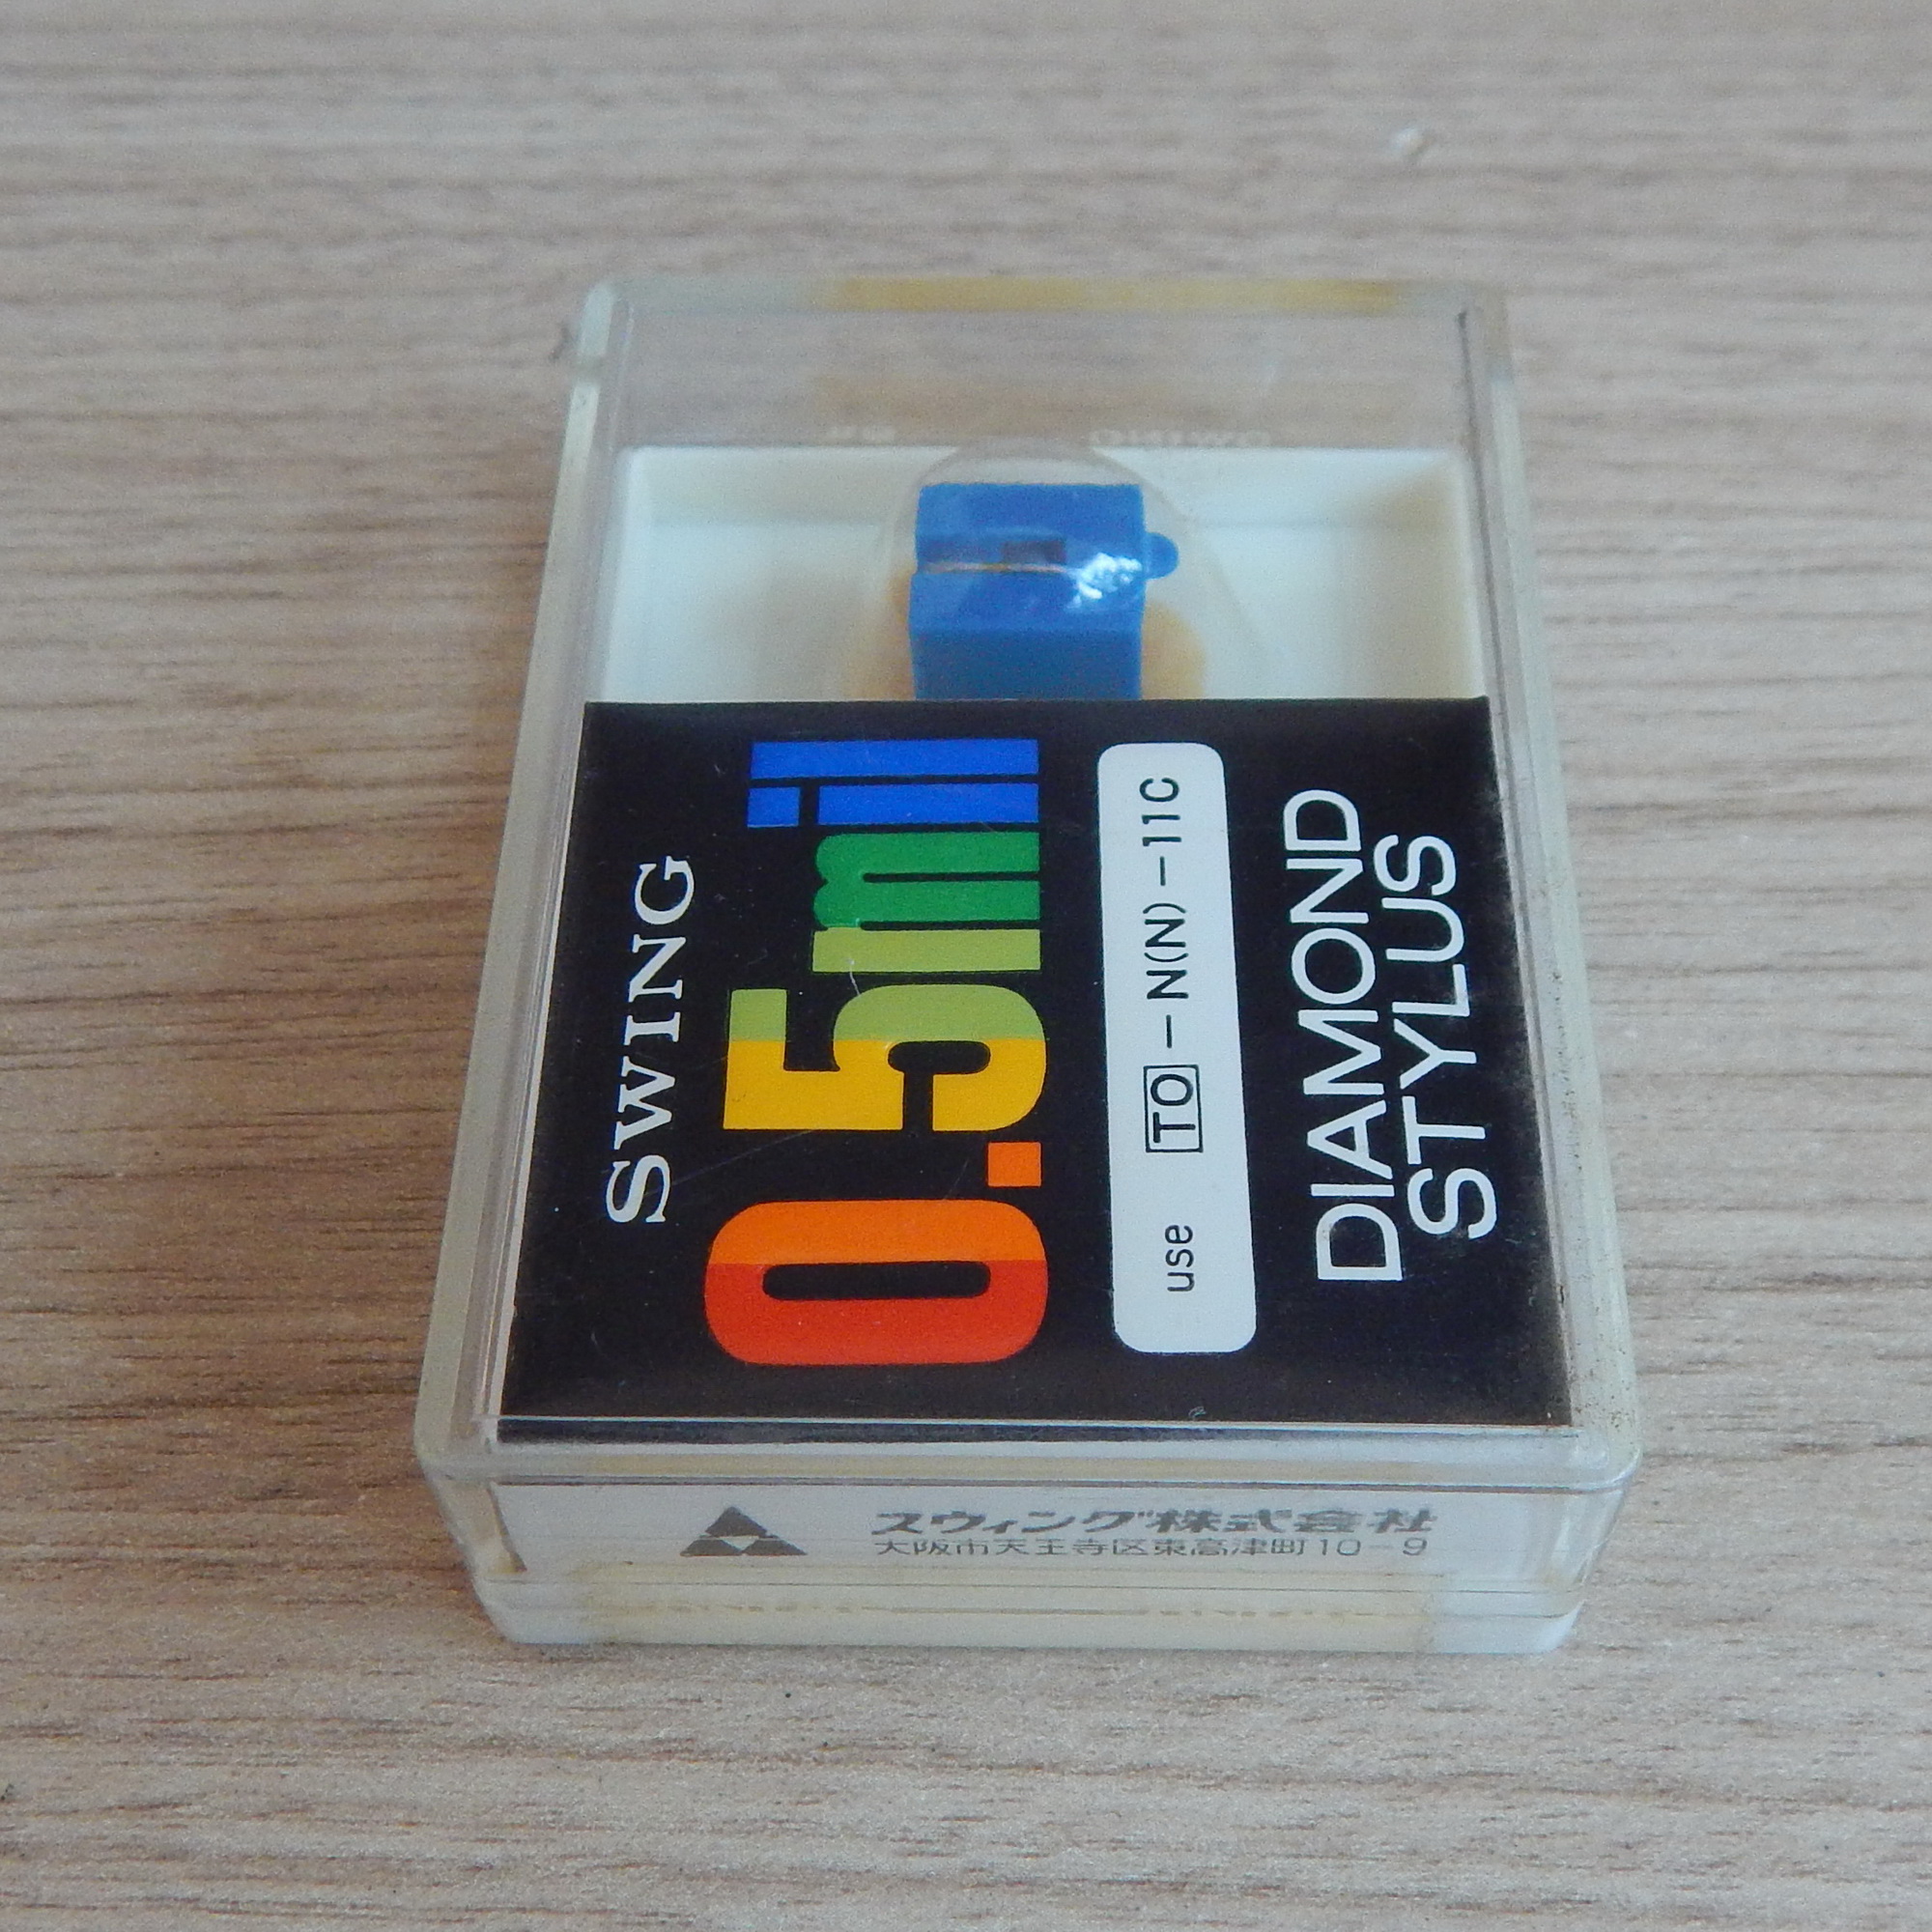 SWING
0.5mil
use TO-N(N)-11C
DIAMOND
STYLUS
スウィング株式会社
大阪市天王寺区東高津町10-9